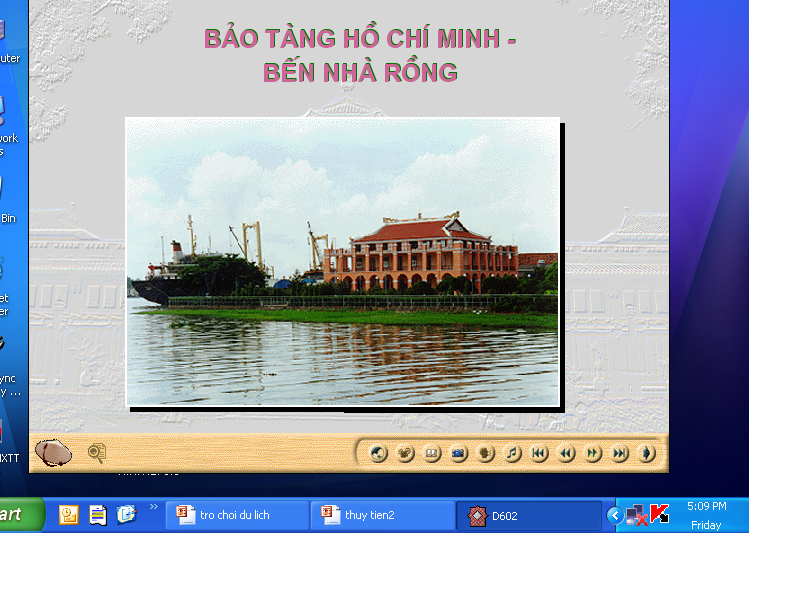 BẢO TÀNG HỒ CHÍ MINH -
BẾN NHÀ RỒNG
uter
work
s
Bin
et
er
ync
y ...
IXTT
art
tro choi du lich
thuy tien2
D602
5:09 PM
Friday